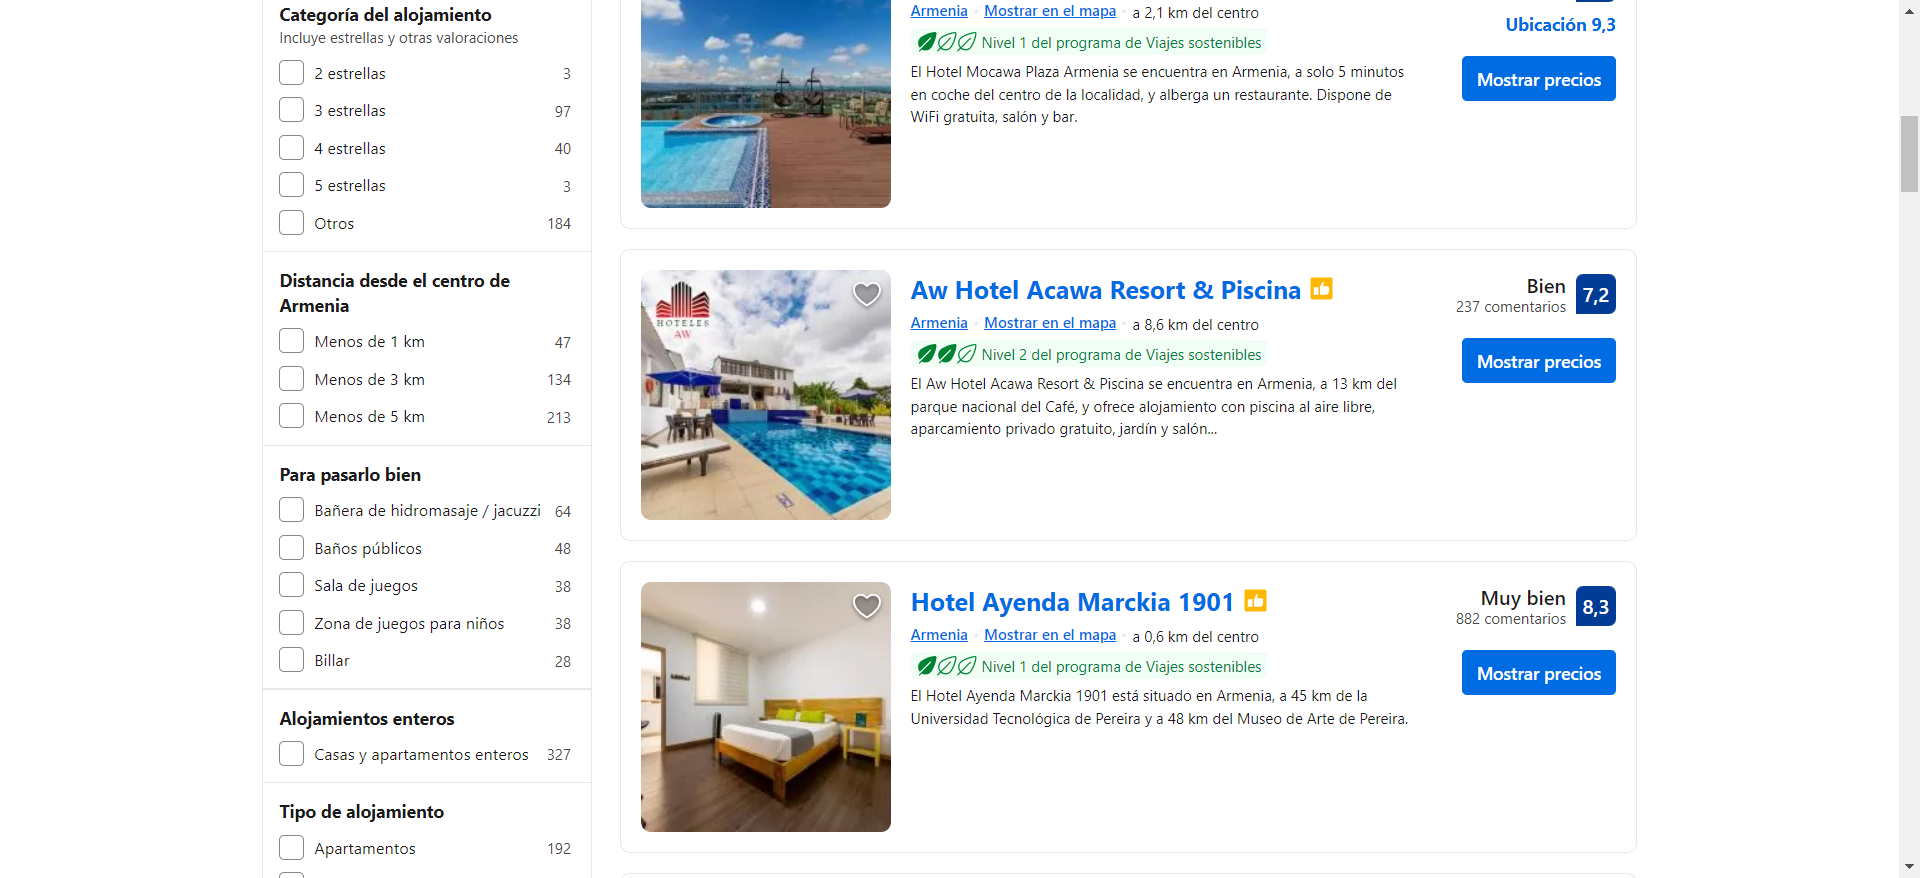 Categoría del alojamiento
Incluye estrellas y otras valoraciones
2 estrellas 3
3 estrellas 97
4 estrellas 40
5 estrellas 3
Otros 184
Distancia desde el centro de
Armenia
Menos de 1 km 47
Menos de 3 km 134
Menos de 5 km 213
Para pasarlo bien
Bañera de hidromasaje / jacuzzi 64
Baños públicos 48
Sala de juegos 38
Zona de juegos para niños 38
Billar 28
Alojamientos enteros
Casas y apartamentos enteros 327
Tipo de alojamiento
Apartamentos 192
Armenia · Mostrar en el mapa · a 2,1 km del centro
Nivel 1 del programa de Viajes sostenibles
El Hotel Mocawa Plaza Armenia se encuentra en Armenia, a solo 5 minutos
en coche del centro de la localidad, y alberga un restaurante. Dispone de
WiFi gratuita, salón y bar.
Ubicación 9,3
Mostrar precios
HOTELES
AW
Aw Hotel Acawa Resort & Piscina
Armenia · Mostrar en el mapa · a 8,6 km del centro
Nivel 2 del programa de Viajes sostenibles
El Aw Hotel Acawa Resort & Piscina se encuentra en Armenia, a 13 km del
parque nacional del Café, y ofrece alojamiento con piscina al aire libre,
aparcamiento privado gratuito, jardín y salón...
Bien
237 comentarios
7,2
Mostrar precios
Hotel Ayenda Marckia 1901
Armenia · Mostrar en el mapa · a 0,6 km del centro
Nivel 1 del programa de Viajes sostenibles
El Hotel Ayenda Marckia 1901 está situado en Armenia, a 45 km de la
Universidad Tecnológica de Pereira y a 48 km del Museo de Arte de Pereira.
Muy bien
882 comentarios
8,3
Mostrar precios